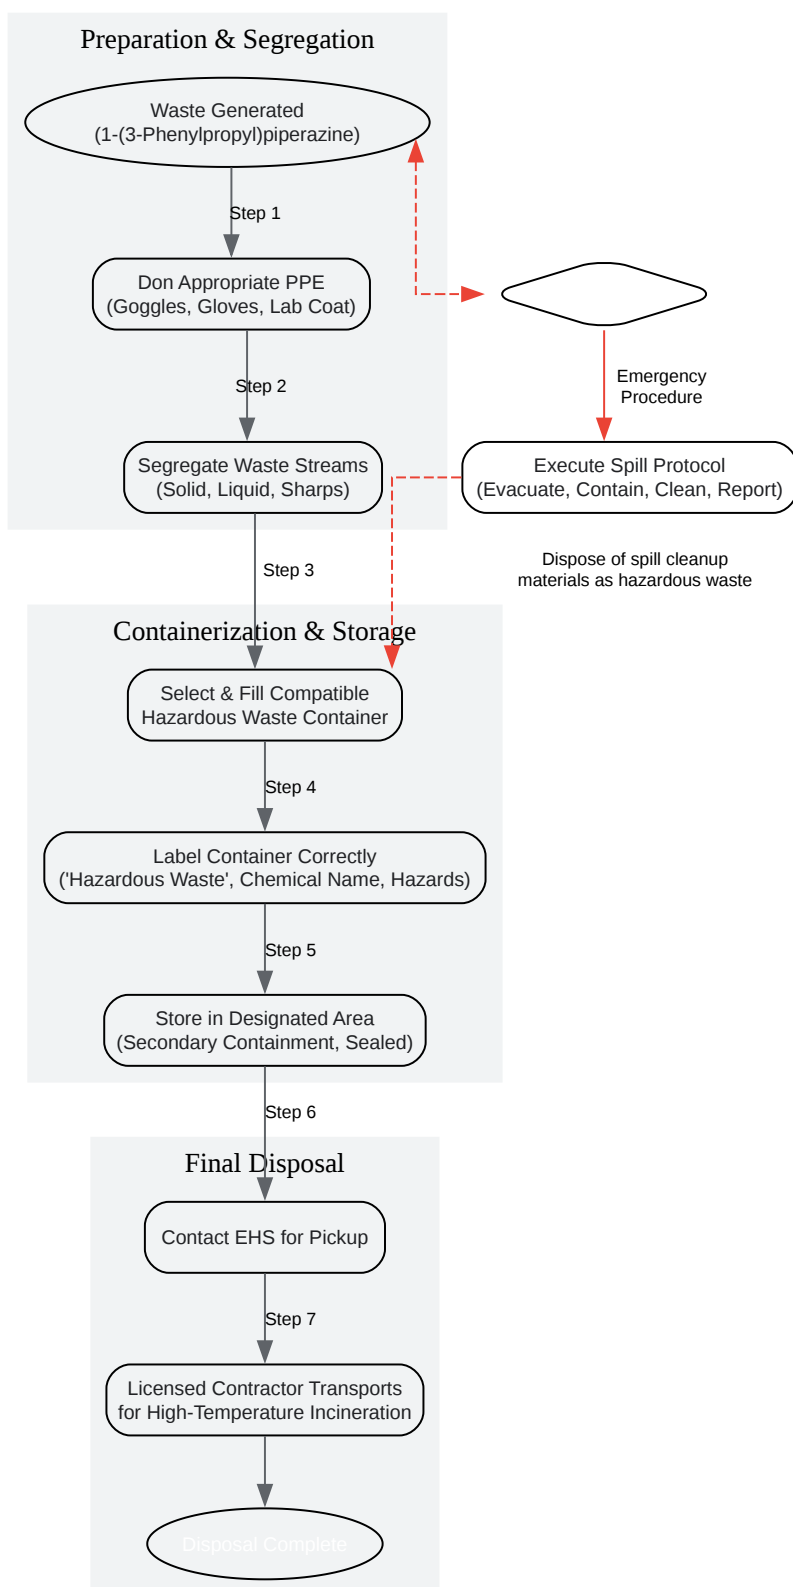 Preparation & Segregation
Waste Generated
(1-(3-Phenylpropyl)piperazine)
Step 1
Don Appropriate PPE
(Goggles, Gloves, Lab Coat)
Step 2
Emergency
Procedure
Segregate Waste Streams
(Solid, Liquid, Sharps)
Execute Spill Protocol
(Evacuate, Contain, Clean, Report)
Step 3
Dispose of spill cleanup
materials as hazardous waste
Containerization & Storage
Select & Fill Compatible
Hazardous Waste Container
Step 4
Label Container Correctly
('Hazardous Waste', Chemical Name, Hazards)
Step 5
Store in Designated Area
(Secondary Containment, Sealed)
Step 6
Final Disposal
Contact EHS for Pickup
Step 7
Licensed Contractor Transports
for High-Temperature Incineration
Disposal Complete